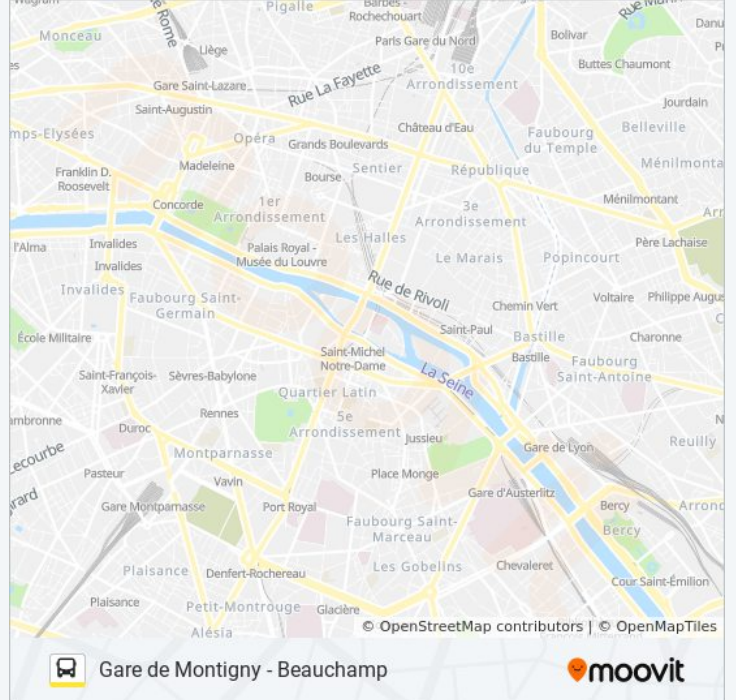 Wagram
Pigalle
Barbès -
Rochechouart
Rue
Monceau
de Rome
Liège
Paris Gare du Nord
Bolivar
Danu
Buttes Chaumont
es
Gare Saint-Lazare
Rue La Fayette
10e
Arrondissement
Saint-Augustin
Jourdain
mps-Elysées
Opéra
Grands Boulevards
Château d'Eau
Faubourg
du Temple
Belleville
Madeleine
Sentier
République
Ménilmonta
Franklin D.
Roosevelt
Bourse
Concorde
1er
Arrondissement
3e
Arrondissement
Ménilmontant
Arr
l'Alma
Invalides
Palais Royal -
Musée du Louvre
Les Halles
Le Marais
Popincourt
Père Lachaise
Invalides
Invalides
Faubourg Saint-
Germain
Rue de Rivoli
Chemin Vert
Voltaire
Philippe Augus
École Militaire
Saint-Paul
Bastille
Bastille
Charonne
C
Saint-Michel
Notre-Dame
Faubourg
Saint-Antoine
Saint-François-
Xavier
Sèvres-Babylone
Quartier Latin
La Seine
ambronne
Rennes
5e
Arrondissement
N
Duroc
Jussieu
Gare de Lyon
Reuilly
Lecourbe
Montparnasse
Pasteur
Vavin
Place Monge
Gare d'Austerlitz
irard
Gare Montparnasse
Port Royal
Bercy
Bercy
Arrond
Faubourg Saint-
Marceau
Plaisance
Denfert-Rochereau
Les Gobelins
Chevaleret
Cour Saint-Émilion
Plaisance
Petit-Montrouge
Glacière
Alésia
© OpenStreetMap contributors | © OpenMapTiles
Gare de Montigny - Beauchamp
moovit